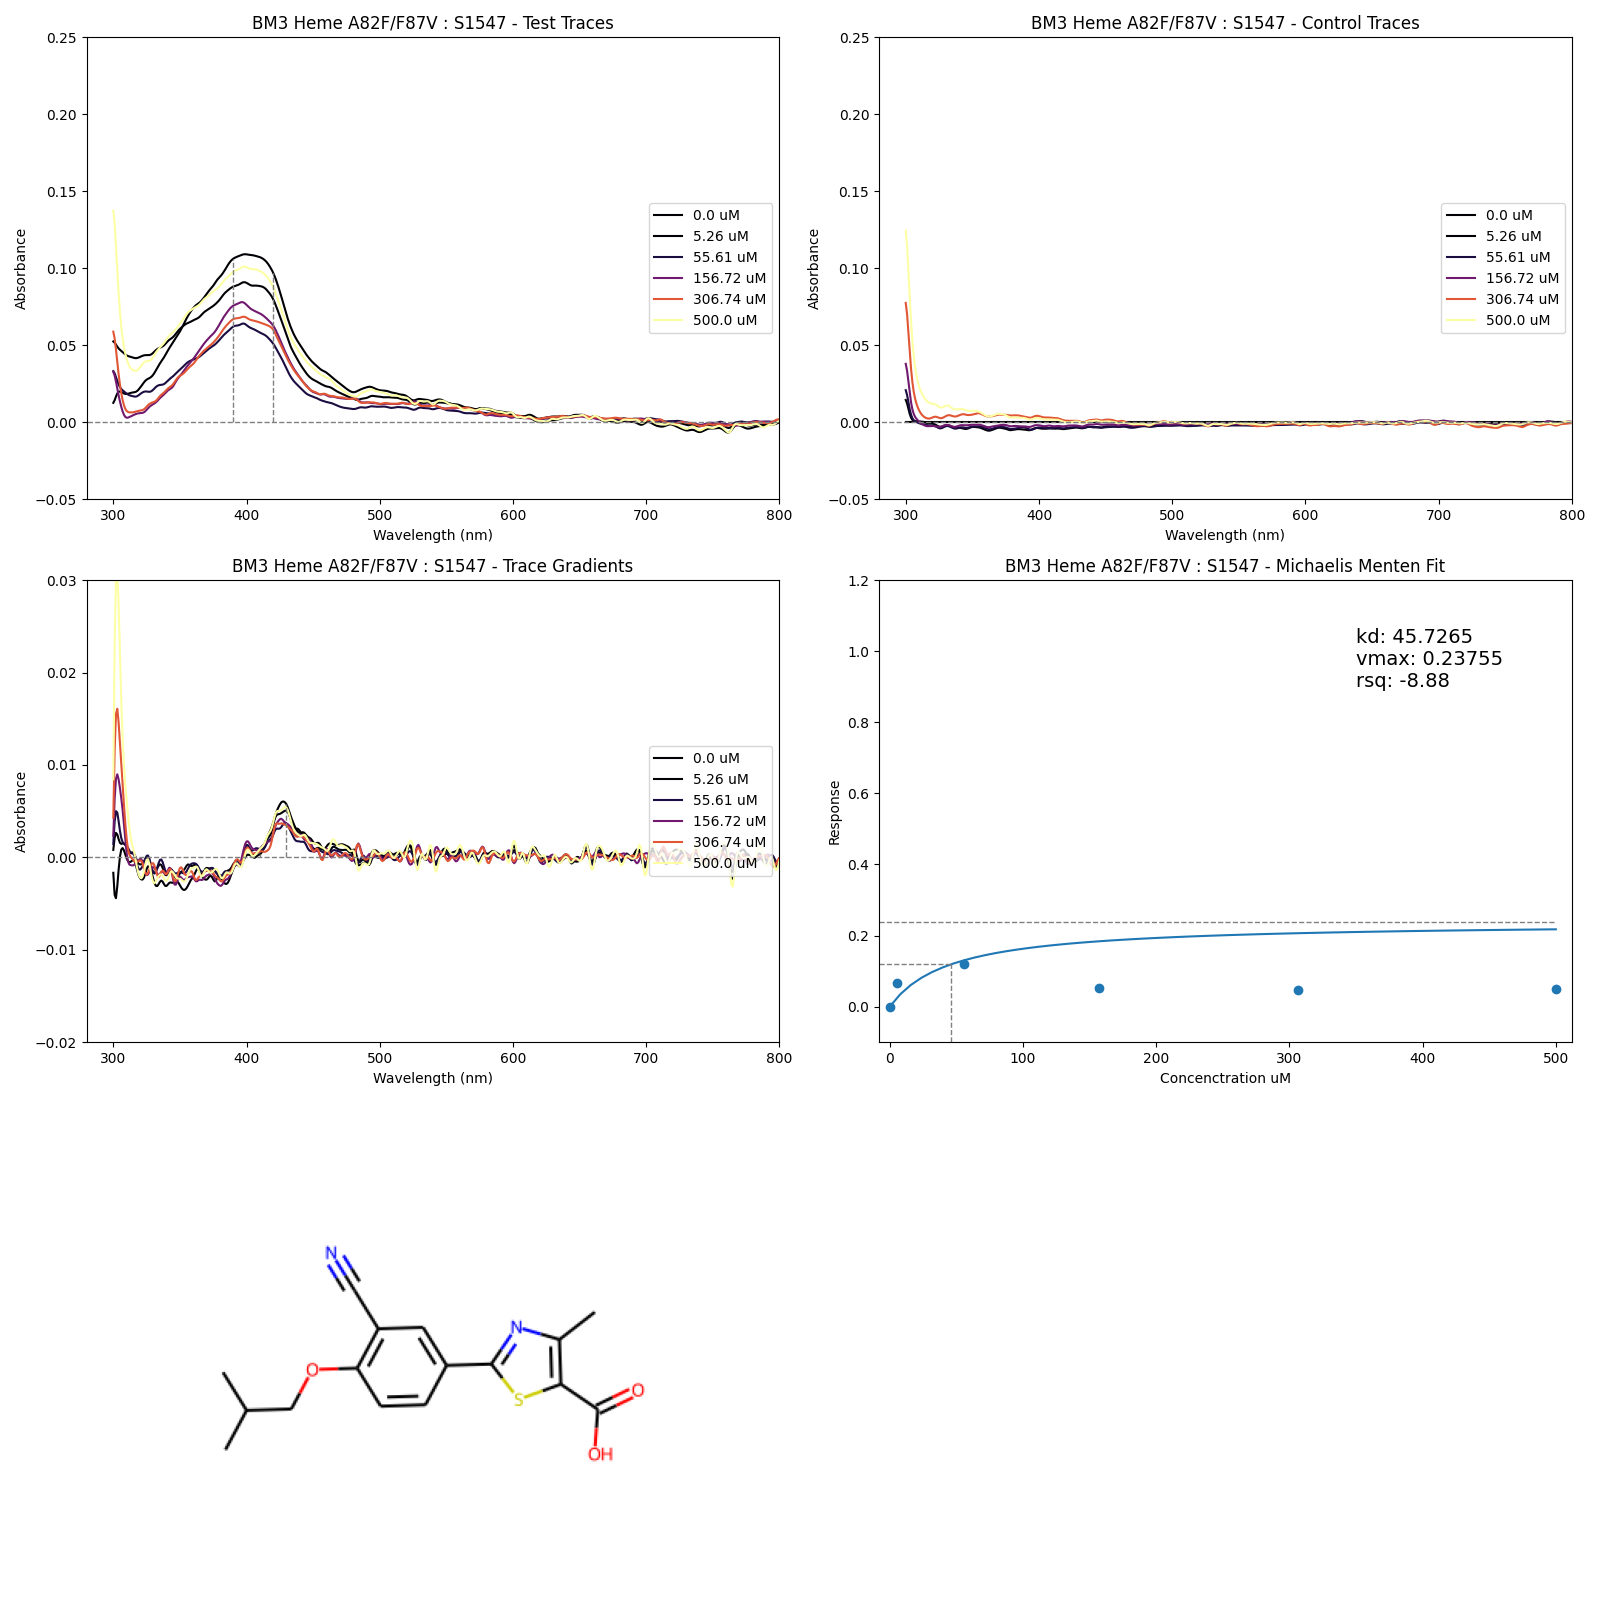 BM3 Heme A82F/F87V : S1547 - Test Traces
Absorbance
0.25
0.20
0.15
0.10
0.05
0.00
−0.05
300 400 500 600 700 800
Wavelength (nm)
0.0 uM
5.26 uM
55.61 uM
156.72 uM
306.74 uM
500.0 uM
BM3 Heme A82F/F87V : S1547 - Control Traces
Absorbance
0.25
0.20
0.15
0.10
0.05
0.00
−0.05
300 400 500 600 700 800
Wavelength (nm)
0.0 uM
5.26 uM
55.61 uM
156.72 uM
306.74 uM
500.0 uM
BM3 Heme A82F/F87V : S1547 - Trace Gradients
Absorbance
0.03
0.02
0.01
0.00
−0.01
−0.02
300 400 500 600 700 800
Wavelength (nm)
0.0 uM
5.26 uM
55.61 uM
156.72 uM
306.74 uM
500.0 uM
BM3 Heme A82F/F87V : S1547 - Michaelis Menten Fit
Response
1.2
1.0
0.8
0.6
0.4
0.2
0.0
0 100 200 300 400 500
Concenctration uM
kd: 45.7265
vmax: 0.23755
rsq: -8.88
N
N
O
S
O
OH